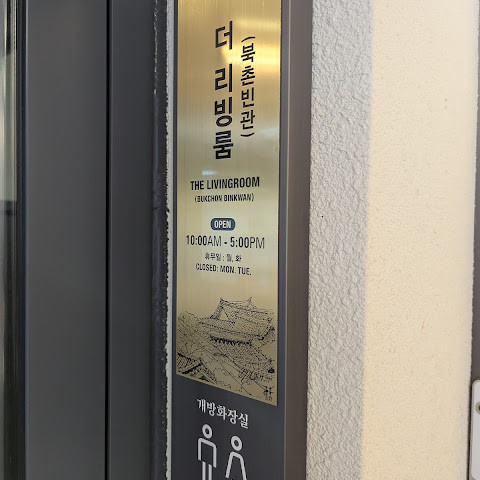 더 리빙룸
(북촌빈관)
THE LIVINGROOM
(BUKCHON BINKWAN)
OPEN
10:00AM - 5:00PM
휴무일 : 월, 화
CLOSED: MON. TUE.
개방화장실